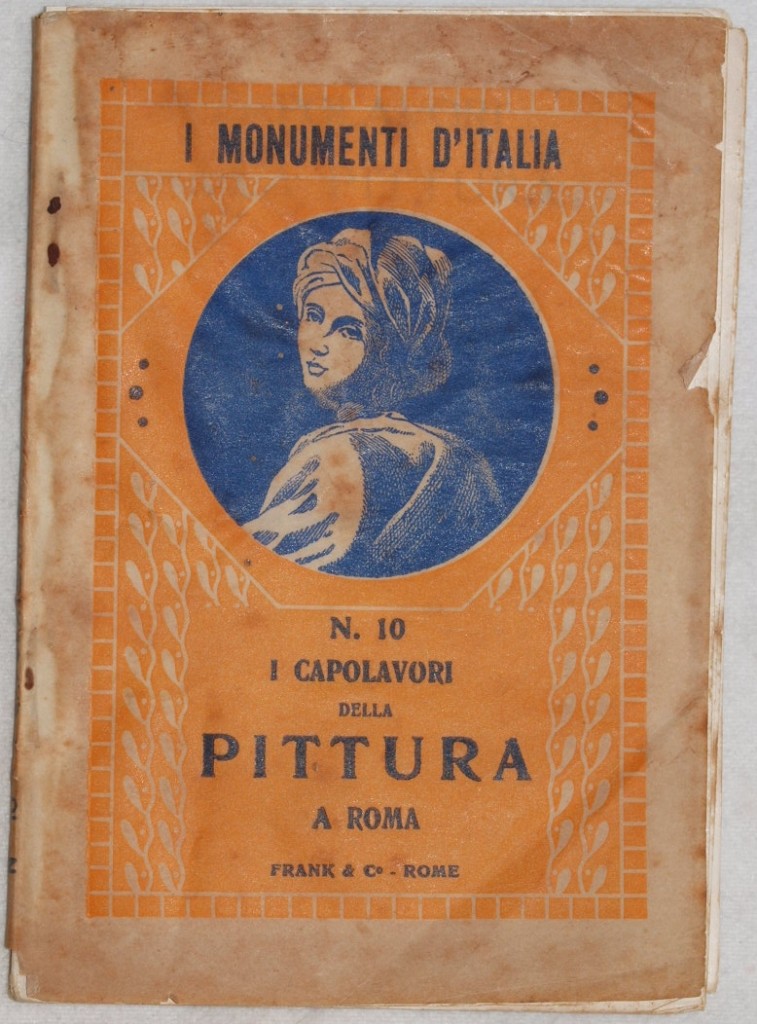 I MONUMENTI D'ITALIA
N. 10
I CAPOLAVORI
DELLA
PITTURA
A ROMA
FRANK & Cº - ROME